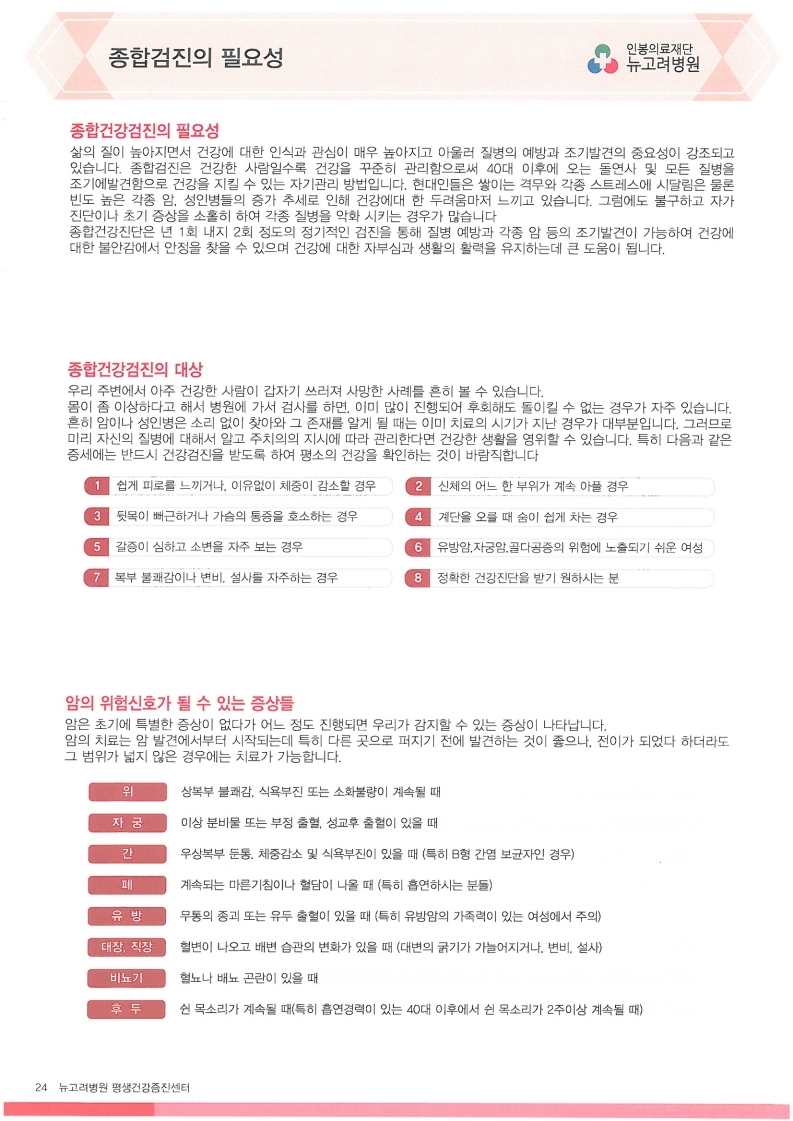 종합검진의 필요성
인봉의료재단
뉴고려병원
종합건강검진의 필요성
삶의 질이 높아지면서 건강에 대한 인식과 관심이 매우 높아지고 아울러 질병의 예방과 조기발견의 중요성이 강조되고
있습니다. 종합검진은 건강한 사람일수록 건강을 꾸준히 관리함으로써 40대 이후에 오는 돌연사 및 모든 질병을
조기에발견함으로 건강을 지킬 수 있는 자기관리 방법입니다. 현대인들은 쌓이는 격무와 각종 스트레스에 시달림은 물론
빈도 높은 각종 암, 성인병들의 증가 추세로 인해 건강에대 한 두려움마저 느끼고 있습니다. 그럼에도 불구하고 자가
진단이나 초기 증상을 소홀히 하여 각종 질병을 악화 시키는 경우가 많습니다
종합건강진단은 년 1회 내지 2회 정도의 정기적인 검진을 통해 질병 예방과 각종 암 등의 조기발견이 가능하여 건강에
대한 불안감에서 안정을 찾을 수 있으며 건강에 대한 자부심과 생활의 활력을 유지하는데 큰 도움이 됩니다.
종합건강검진의 대상
우리 주변에서 아주 건강한 사람이 갑자기 쓰러져 사망한 사례를 흔히 볼 수 있습니다.
몸이 좀 이상하다고 해서 병원에 가서 검사를 하면, 이미 많이 진행되어 후회해도 돌이킬 수 없는 경우가 자주 있습니다.
흔히 암이나 성인병은 소리 없이 찾아와 그 존재를 알게 될 때는 이미 치료의 시기가 지난 경우가 대부분입니다. 그러므로
미리 자신의 질병에 대해서 알고 주치의의 지시에 따라 관리한다면 건강한 생활을 영위할 수 있습니다. 특히 다음과 같은
증세에는 반드시 건강검진을 받도록 하여 평소의 건강을 확인하는 것이 바람직합니다
1 쉽게 피로를 느끼거나, 이유없이 체중이 감소할 경우
2 신체의 어느 한 부위가 계속 아플 경우
3 뒷목이 뻐근하거나 가슴의 통증을 호소하는 경우
4 계단을 오를 때 숨이 쉽게 차는 경우
5 갈증이 심하고 소변을 자주 보는 경우
6 유방암,자궁암,골다공증의 위험에 노출되기 쉬운 여성
7 복부 불쾌감이나 변비, 설사를 자주하는 경우
8 정확한 건강진단을 받기 원하시는 분
암의 위험신호가 될 수 있는 증상들
암은 초기에 특별한 증상이 없다가 어느 정도 진행되면 우리가 감지할 수 있는 증상이 나타납니다.
암의 치료는 암 발견에서부터 시작되는데 특히 다른 곳으로 퍼지기 전에 발견하는 것이 좋으나, 전이가 되었다 하더라도
그 범위가 넓지 않은 경우에는 치료가 가능합니다.
위 상복부 불쾌감, 식욕부진 또는 소화불량이 계속될 때
자 궁 이상 분비물 또는 부정 출혈, 성교후 출혈이 있을 때
간 우상복부 둔통, 체중감소 및 식욕부진이 있을 때 (특히 B형 간염 보균자인 경우)
폐 계속되는 마른기침이나 혈담이 나올 때 (특히 흡연하시는 분들)
유 방 무통의 종괴 또는 유두 출혈이 있을 때 (특히 유방암의 가족력이 있는 여성에서 주의)
대장, 직장 혈변이 나오고 배변 습관의 변화가 있을 때 (대변의 굵기가 가늘어지거나, 변비, 설사)
비뇨기 혈뇨나 배뇨 곤란이 있을 때
후 두 쉰 목소리가 계속될 때(특히 흡연경력이 있는 40대 이후에서 쉰 목소리가 2주이상 계속될 때)
24 뉴고려병원 평생건강증진센터